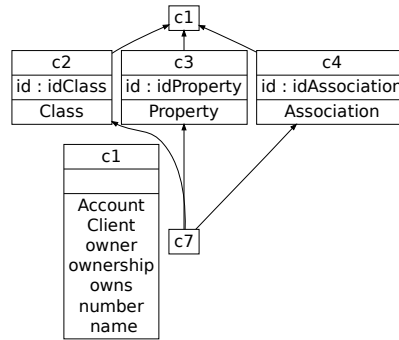 c1
c2
id : idClass
Class
c3
id : idProperty
Property
c4
id : idAssociation
Association
c1
Account
Client
owner
ownership
owns
number
name
c7